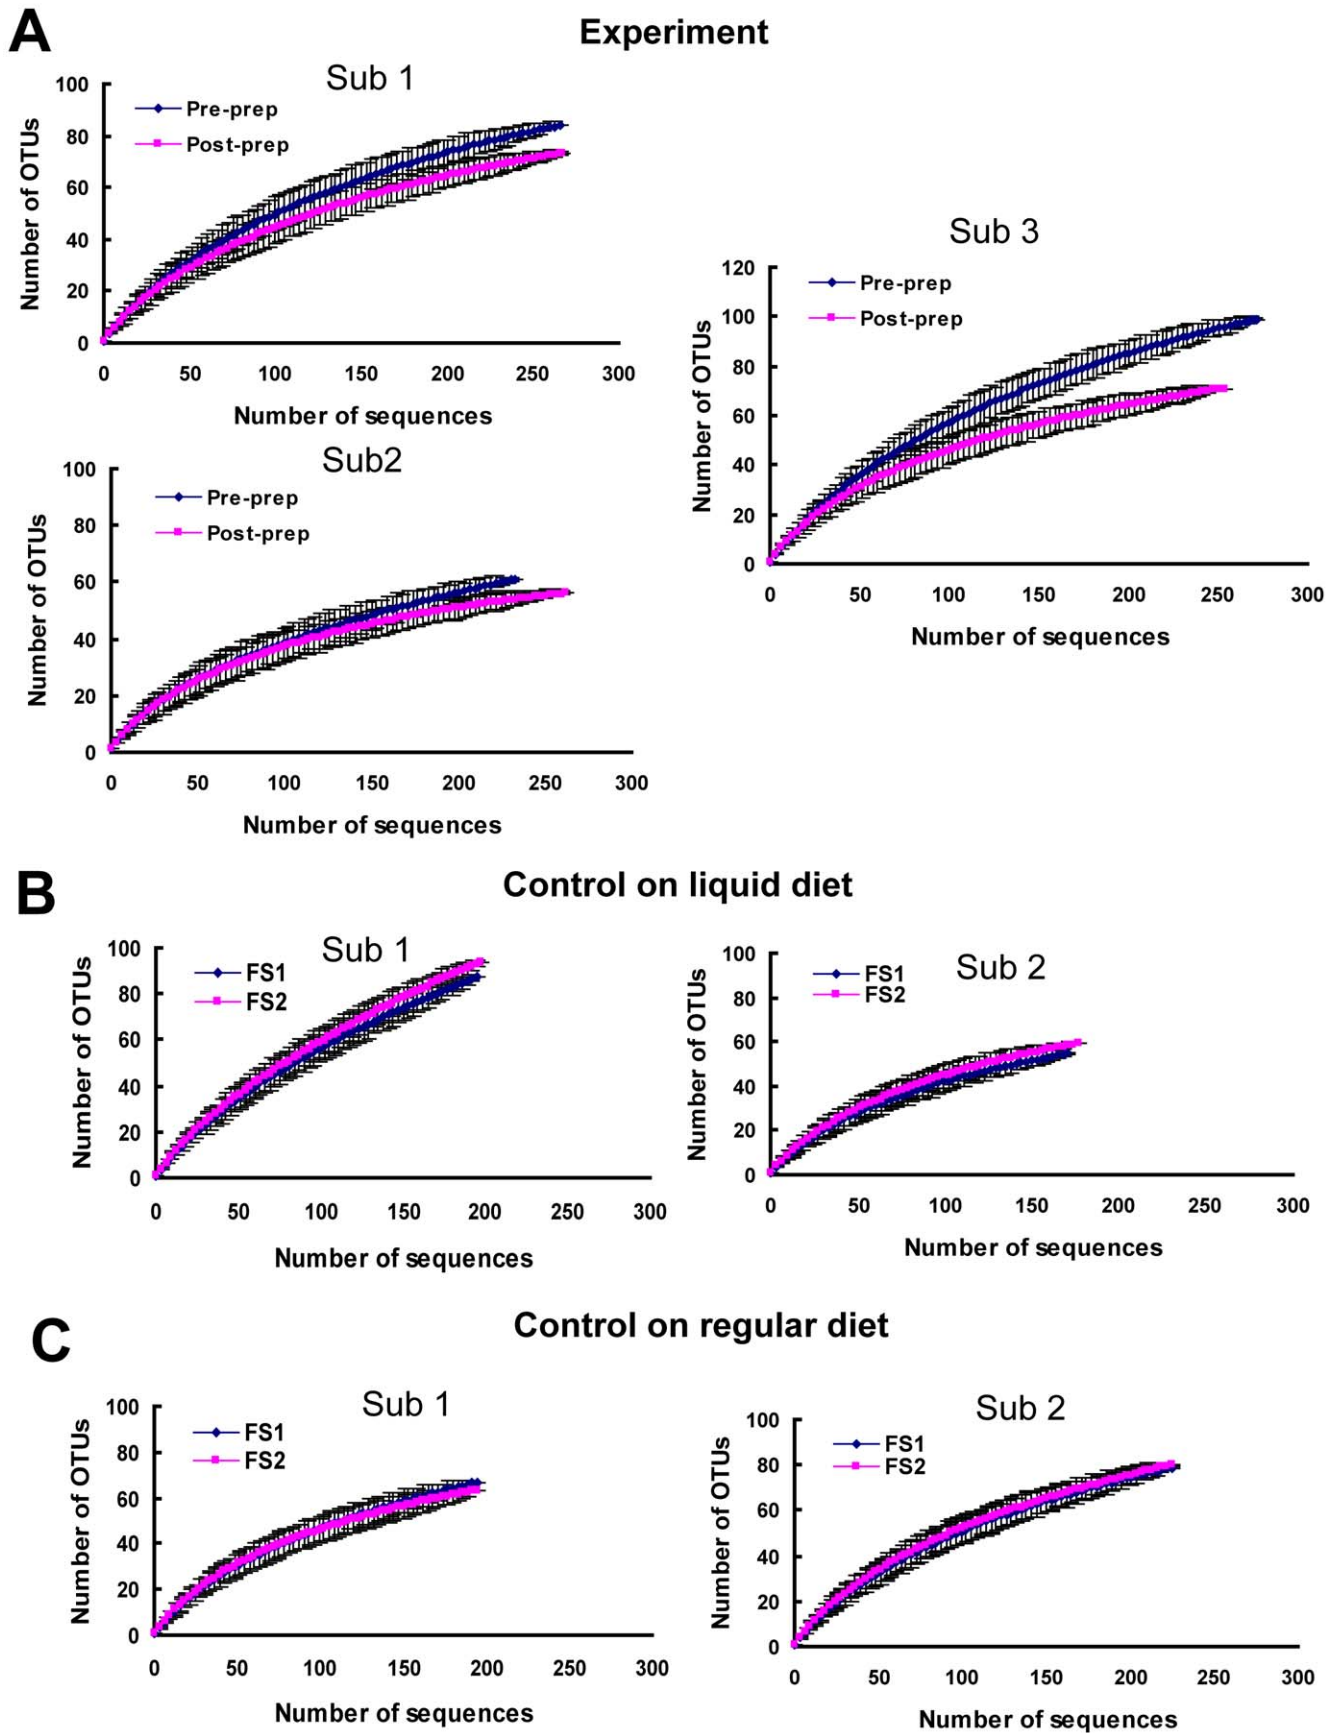 A
Experiment
Sub 1
100
80
60
40
20
0
Number of OTUs
Pre-prep
Post-prep
0 50 100 150 200 250 300
Number of sequences
Sub2
100
80
60
40
20
0
Number of OTUs
Pre-prep
Post-prep
0 50 100 150 200 250 300
Number of sequences
Sub 3
120
100
80
60
40
20
0
Number of OTUs
Pre-prep
Post-prep
0 50 100 150 200 250 300
Number of sequences
B
Control on liquid diet
Sub 1
100
80
60
40
20
0
Number of OTUs
FS1
FS2
0 50 100 150 200 250 300
Number of sequences
Sub 2
100
80
60
40
20
0
Number of OTUs
FS1
FS2
0 50 100 150 200 250 300
Number of sequences
C
Control on regular diet
Sub 1
100
80
60
40
20
0
Number of OTUs
FS1
FS2
0 50 100 150 200 250 300
Number of sequences
Sub 2
100
80
60
40
20
0
Number of OTUs
FS1
FS2
0 50 100 150 200 250 300
Number of sequences